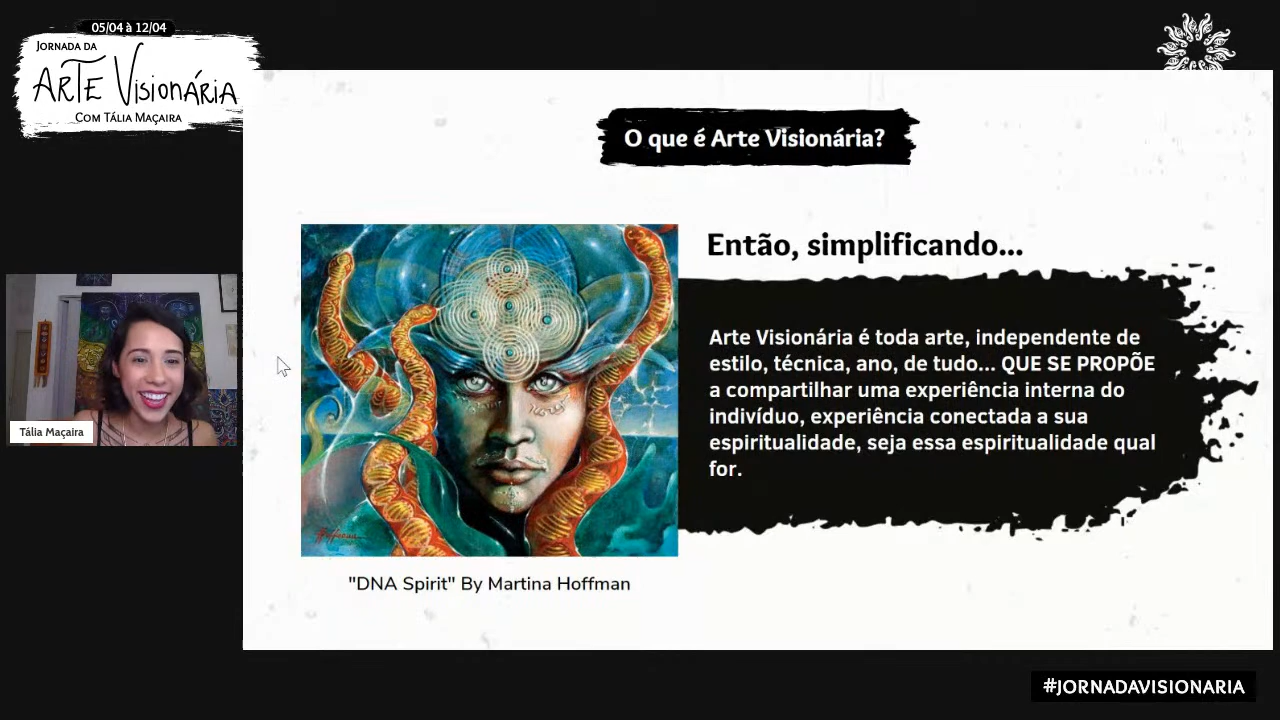 05/04 à 12/04
JORNADA DA
ARTE VISIONÁRIA
COM TÁLIA MAÇAIRA
O que é Arte Visionária?
Então, simplificando...
Arte Visionária é toda arte, independente de
estilo, técnica, ano, de tudo... QUE SE PROPÕE
a compartilhar uma experiência interna do
indivíduo, experiência conectada a sua
espiritualidade, seja essa espiritualidade qual
for.
Tália Maçaira
Hoffman
"DNA Spirit" By Martina Hoffman
#JORNADAVISIONARIA